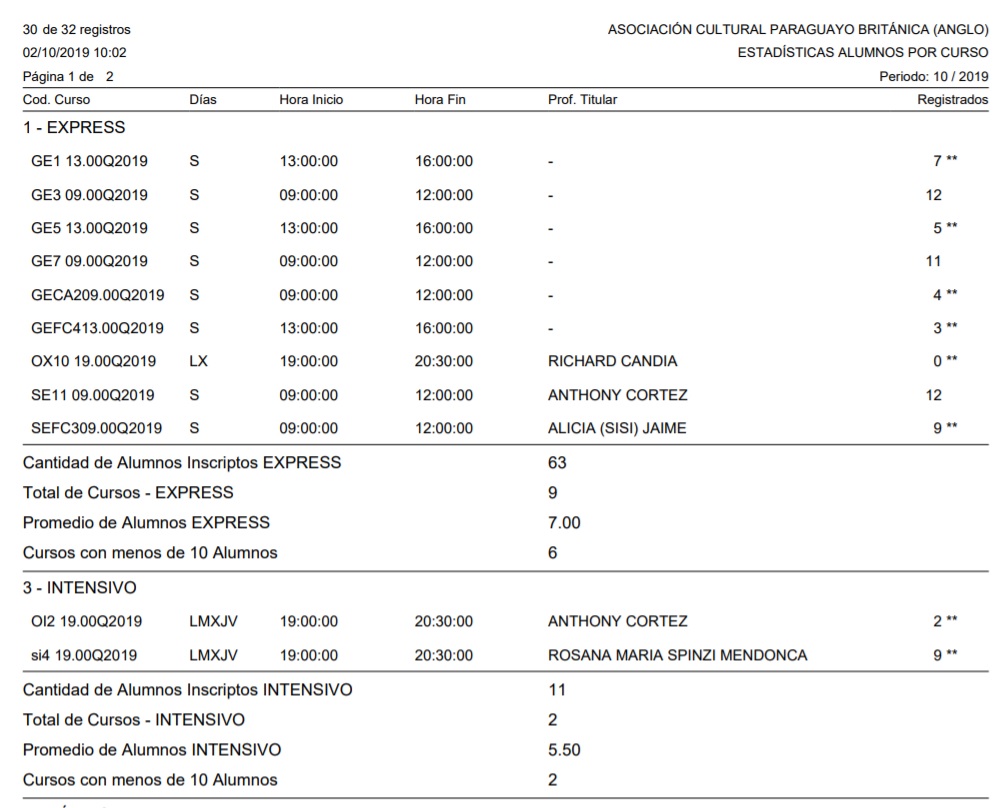 30 de 32 registros ASOCIACIÓN CULTURAL PARAGUAYO BRITÁNICA (ANGLO)
02/10/2019 10:02 ESTADÍSTICAS ALUMNOS POR CURSO
Página 1 de 2 Periodo: 10 / 2019
Cod. Curso Días Hora Inicio Hora Fin Prof. Titular Registrados
1 - EXPRESS
GE1 13.00Q2019 S 13:00:00 16:00:00 - 7 **
GE3 09.00Q2019 S 09:00:00 12:00:00 - 12
GE5 13.00Q2019 S 13:00:00 16:00:00 - 5 **
GE7 09.00Q2019 S 09:00:00 12:00:00 - 11
GECA209.00Q2019 S 09:00:00 12:00:00 - 4 **
GEFC413.00Q2019 S 13:00:00 16:00:00 - 3 **
OX10 19.00Q2019 LX 19:00:00 20:30:00 RICHARD CANDIA 0 **
SE11 09.00Q2019 S 09:00:00 12:00:00 ANTHONY CORTEZ 12
SEFC309.00Q2019 S 09:00:00 12:00:00 ALICIA (SISI) JAIME 9 **
Cantidad de Alumnos Inscriptos EXPRESS 63
Total de Cursos - EXPRESS 9
Promedio de Alumnos EXPRESS 7.00
Cursos con menos de 10 Alumnos 6
3 - INTENSIVO
OI2 19.00Q2019 LMXJV 19:00:00 20:30:00 ANTHONY CORTEZ 2 **
si4 19.00Q2019 LMXJV 19:00:00 20:30:00 ROSANA MARIA SPINZI MENDONCA 9 **
Cantidad de Alumnos Inscriptos INTENSIVO 11
Total de Cursos - INTENSIVO 2
Promedio de Alumnos INTENSIVO 5.50
Cursos con menos de 10 Alumnos 2